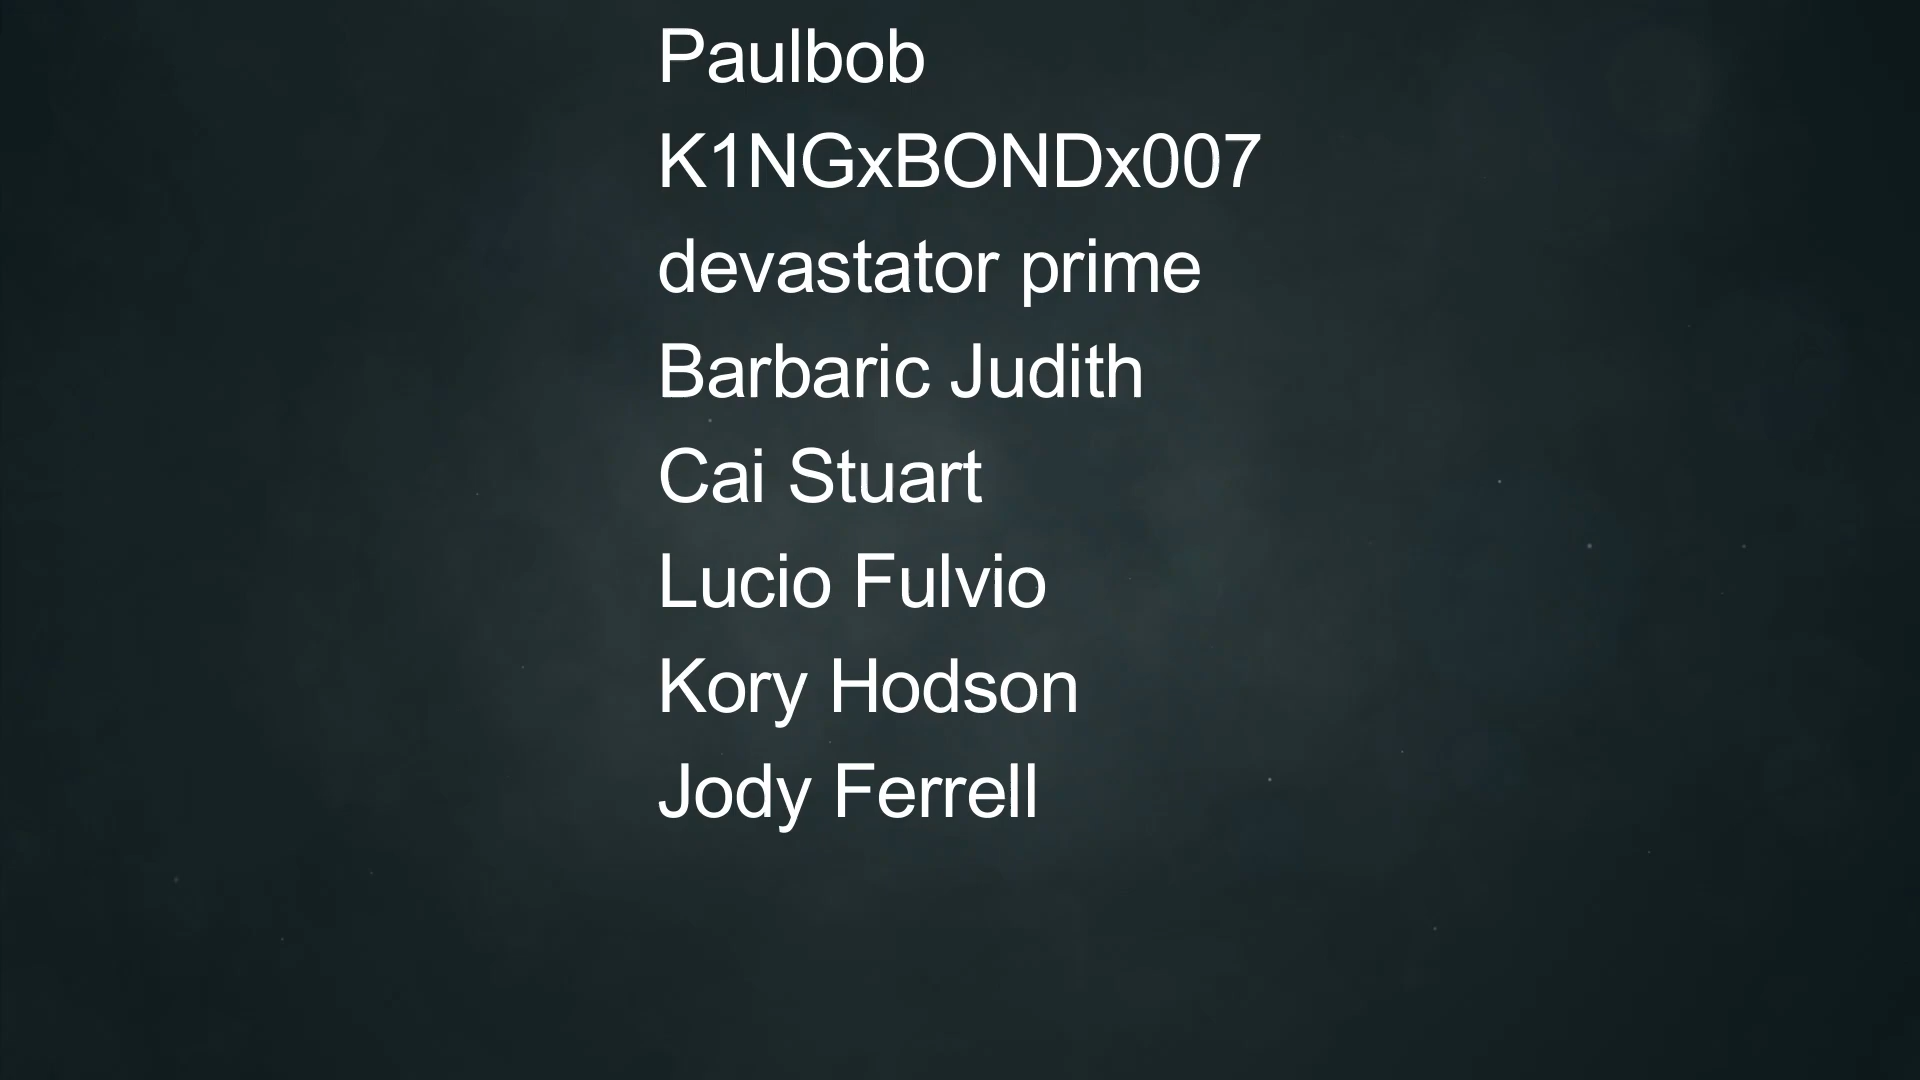 Paulbob
K1NGxBONDx007
devastator prime
Barbaric Judith
Cai Stuart
Lucio Fulvio
Kory Hodson
Jody Ferrell